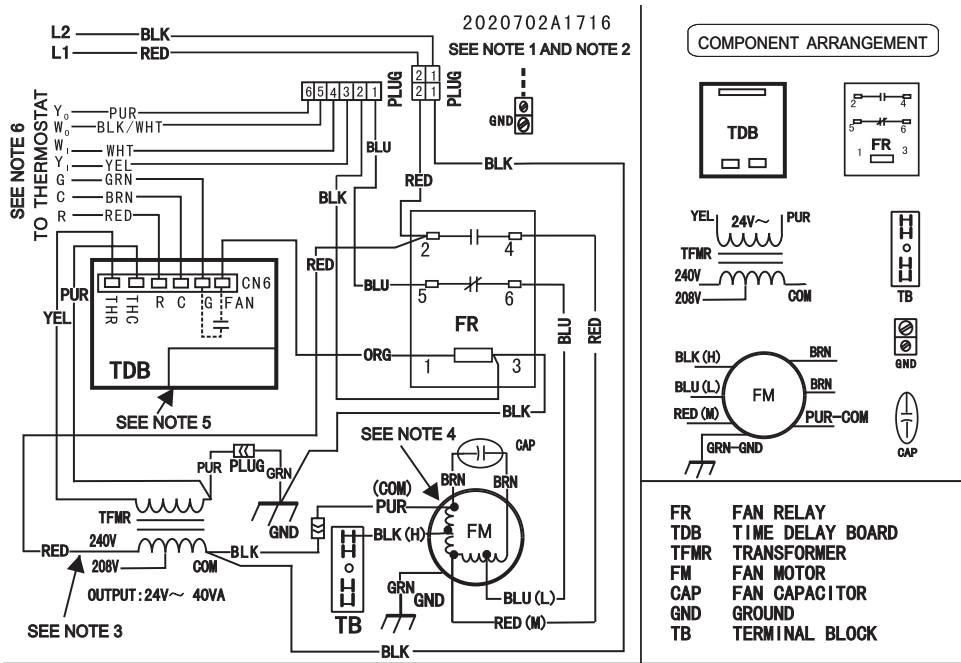 2020702A1716
SEE NOTE 1 AND NOTE 2
L2 BLK
L1 RED
2 1
2 1
PLUG PLUG
6 5 4 3 2 1
GND
SEE NOTE 6
TO THERMOSTAT
Y0 PUR
W0 BLK/WHT
W1 WHT
Y1 YEL
G GRN
C BRN
R RED
BLU
BLK
RED
BLK
RED
2 4
BLU 5 6
FR
BLU
RED
ORG
1 3
BLK
PUR
YEL
CN6
THR THC R C G FAN
TDB
SEE NOTE 5
SEE NOTE 4
PUR PLUG GRN
GND
TFMR
RED 240V
208V COM
BLK
OUTPUT:24V~ 40VA
SEE NOTE 3
CAP
BRN BRN
(COM)
PUR
BLK(H)
FM
TB
GRN GND
BLU(L)
RED(M)
BLK
COMPONENT ARRANGEMENT
TDB
2 4
5 6
FR
1 3
YEL 24V~ PUR
TFMR
240V
208V COM
TB
GND
BLK(H) BRN
BLU(L) FM BRN
RED(M) PUR-COM
GRN-GND
CAP
FR FAN RELAY
TDB TIME DELAY BOARD
TFMR TRANSFORMER
FM FAN MOTOR
CAP FAN CAPACITOR
GND GROUND
TB TERMINAL BLOCK